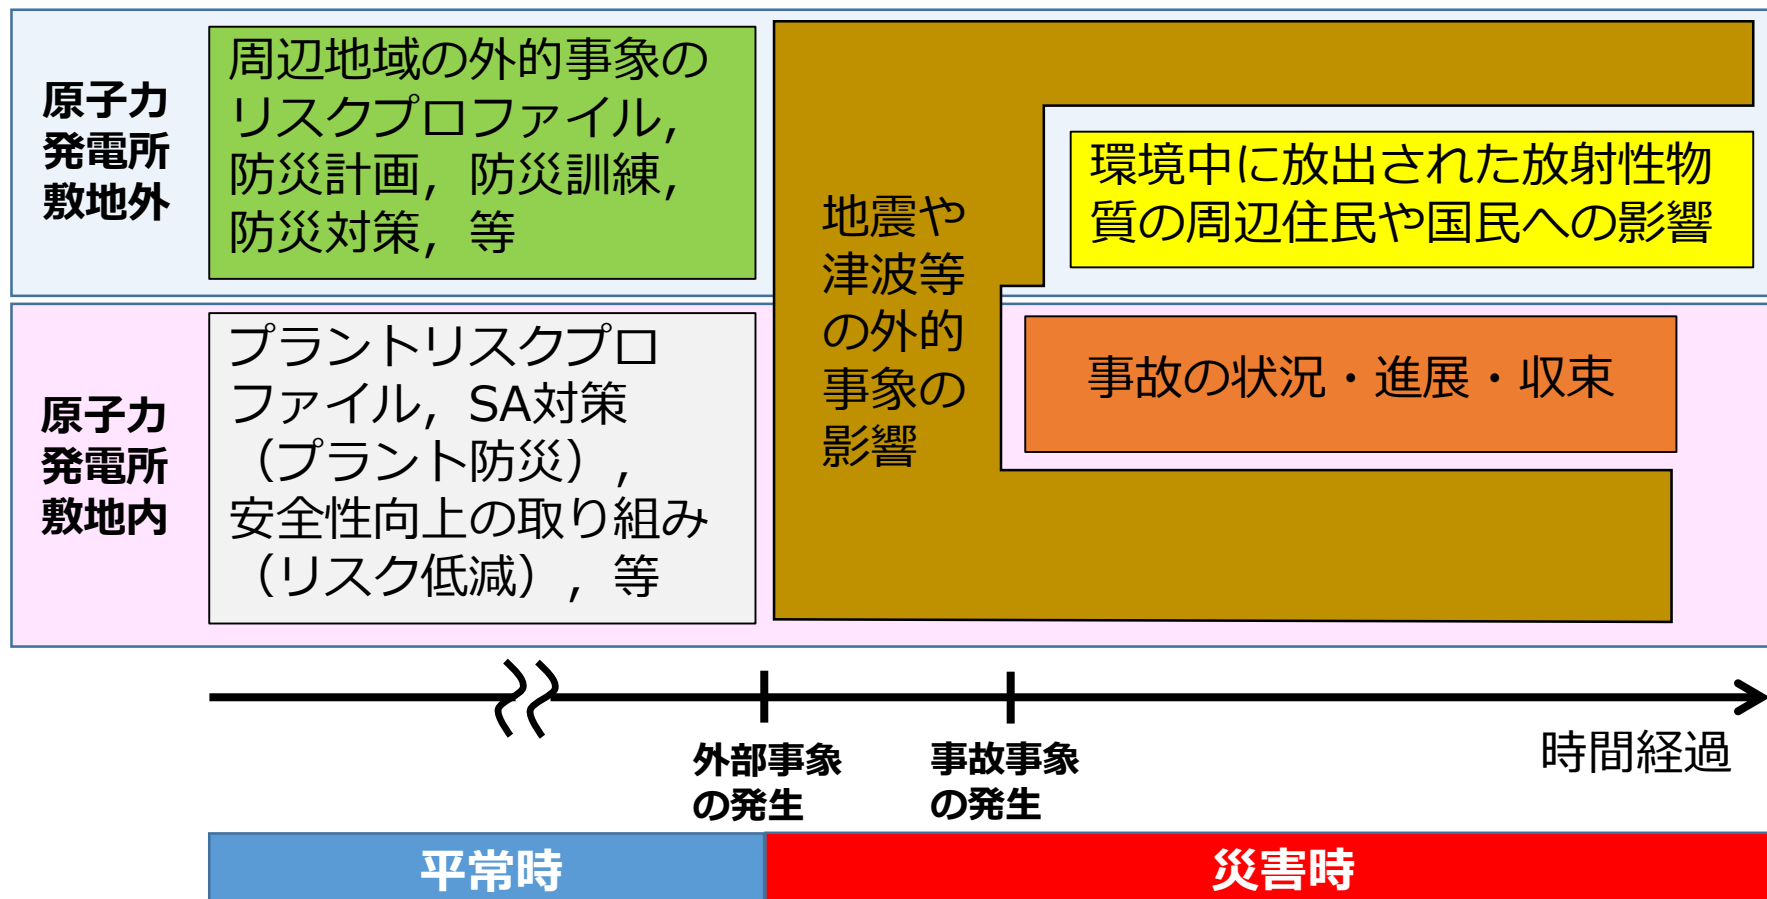 原子力
発電所
敷地外
周辺地域の外的事象の
リスクプロファイル,
防災計画，防災訓練,
防災対策，等
地震や
津波等
の外的
事象の
影響
環境中に放出された放射性物
質の周辺住民や国民への影響
原子力
発電所
敷地内
プラントリスクプロ
ファイル，SA対策
（プラント防災）,
安全性向上の取り組み
（リスク低減），等
事故の状況・進展・収束
外部事象
の発生
事故事象
の発生
時間経過
平常時
災害時